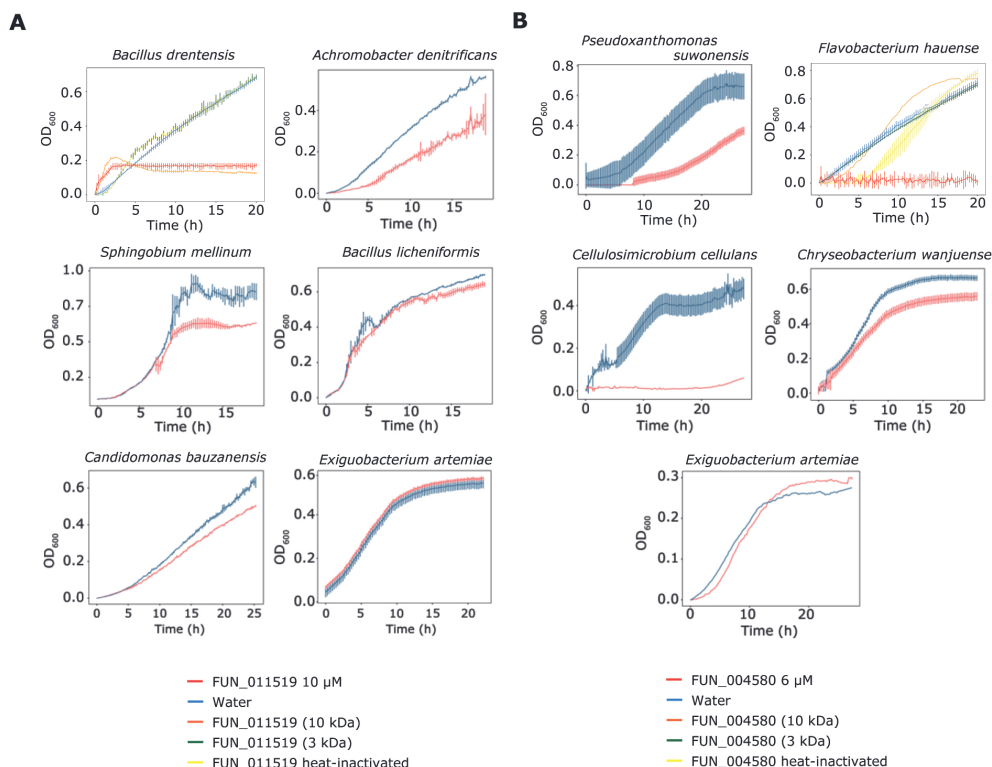 A
B
Bacillus drentensis
OD600
0.6
0.4
0.2
0.0
0 5 10 15 20
Time (h)
Achromobacter denitrificans
OD600
0.4
0.2
0.0
0 5 10 15
Time (h)
Pseudoxanthomonas
suwonensis
OD600
0.8
0.6
0.4
0.2
0.0
0 10 20
Time (h)
Flavobacterium hauense
OD600
0.8
0.6
0.4
0.2
0.0
0 5 10 15 20
Time (h)
Sphingobium mellinum
OD600
1.0
0.7
0.5
0.2
0 5 10 15
Time (h)
Bacillus licheniformis
OD600
0.6
0.4
0.2
0.0
0 5 10 15
Time (h)
Cellulosimicrobium cellulans
OD600
0.4
0.2
0.0
0 10 20
Time (h)
Chryseobacterium wanjuense
OD600
0.6
0.4
0.2
0.0
0 5 10 15 20
Time (h)
Candidomonas bauzanensis
OD600
0.6
0.4
0.2
0.0
0 5 10 15 20 25
Time (h)
Exiguobacterium artemiae
OD600
0.6
0.4
0.2
0.0
0 5 10 15 20
Time (h)
Exiguobacterium artemiae
OD600
0.3
0.2
0.1
0.0
0 10 20
Time (h)
FUN_011519 10 µM
Water
FUN_011519 (10 kDa)
FUN_011519 (3 kDa)
FUN_011519 heat-inactivated
FUN_004580 6 µM
Water
FUN_004580 (10 kDa)
FUN_004580 (3 kDa)
FUN_004580 heat-inactivated